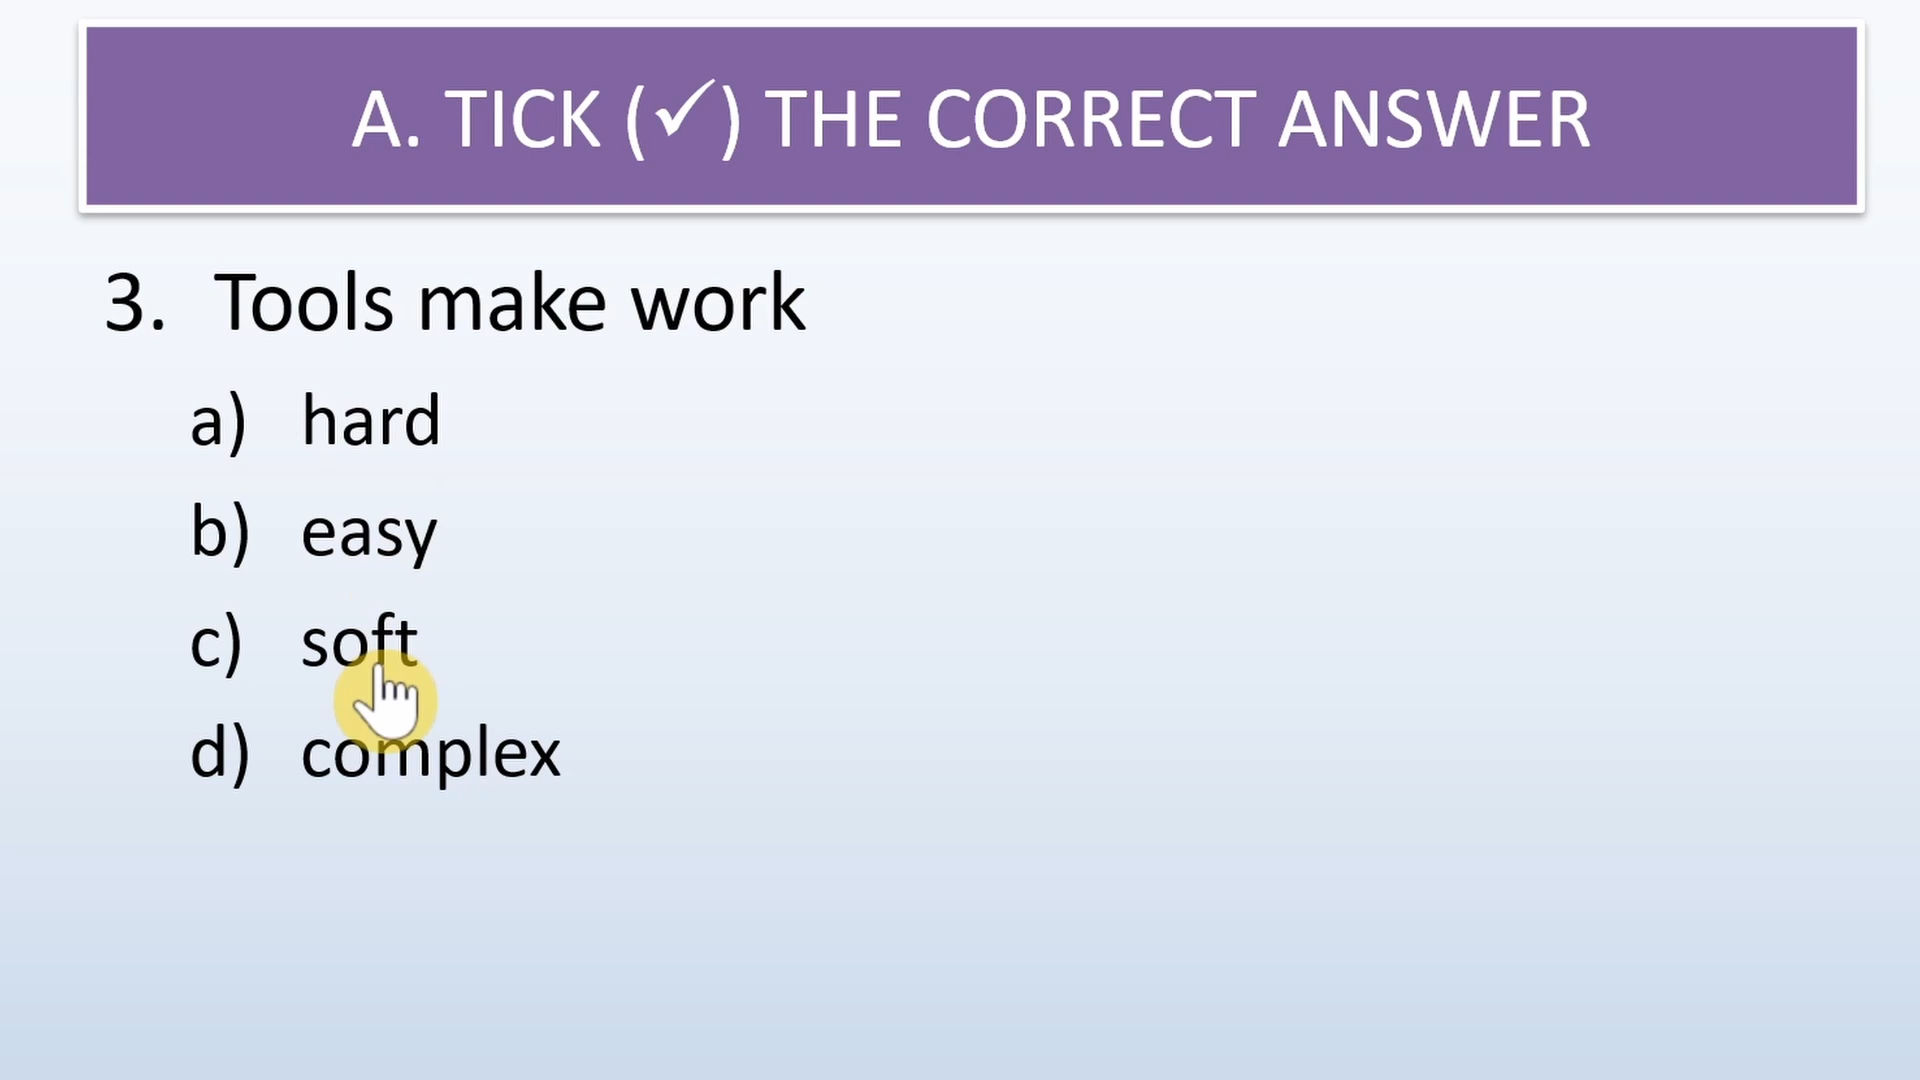 A. TICK (✓) THE CORRECT ANSWER
3. Tools make work
a) hard
b) easy
c) soft
d) complex